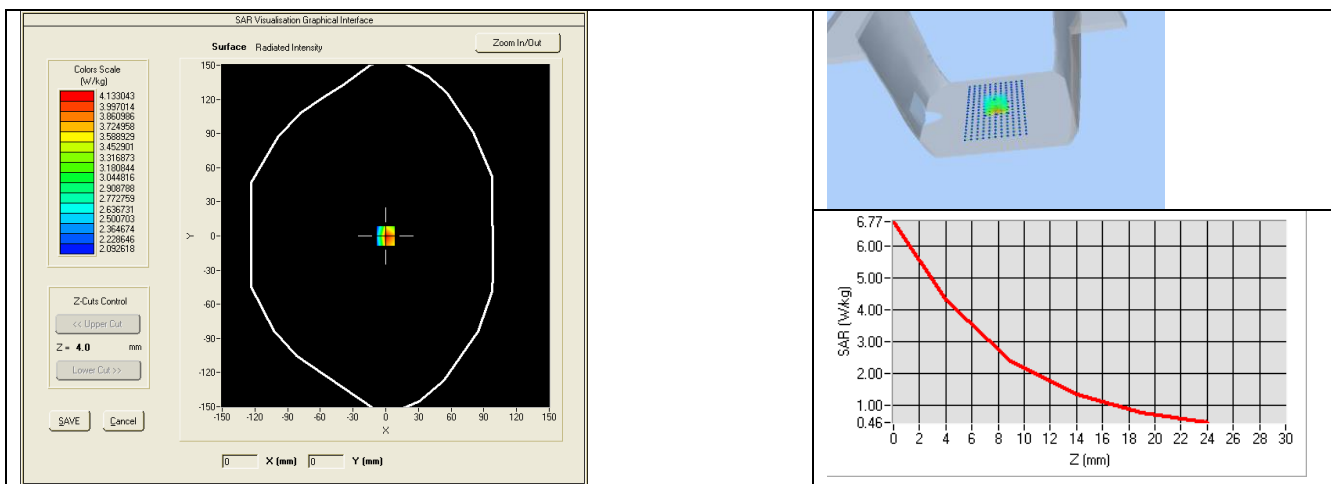 SAR Visualisation Graphical Interface
Surface Radiated Intensity
Zoom In/Out
Colors Scale
(W/kg)
4.133043
3.997014
3.860986
3.724958
3.588929
3.452901
3.316873
3.180844
3.044816
2.908788
2.772759
2.636731
2.500703
2.364674
2.228646
2.092618
Z-Cuts Control
<< Upper Cut
Z = 4.0 mm
Lower Cut >>
SAVE Cancel
150-
120-
90-
60-
30-
0-
-30-
-60-
-90-
-120-
-150-
Y
-150 -120 -90 -60 -30 0 30 60 90 120 150
X
0 X (mm) 0 Y (mm)
6.77-
6.00-
5.00-
4.00-
3.00-
2.00-
1.00-
0.46-
SAR (W/kg)
0 2 4 6 8 10 12 14 16 18 20 22 24 26 28 30
Z (mm)